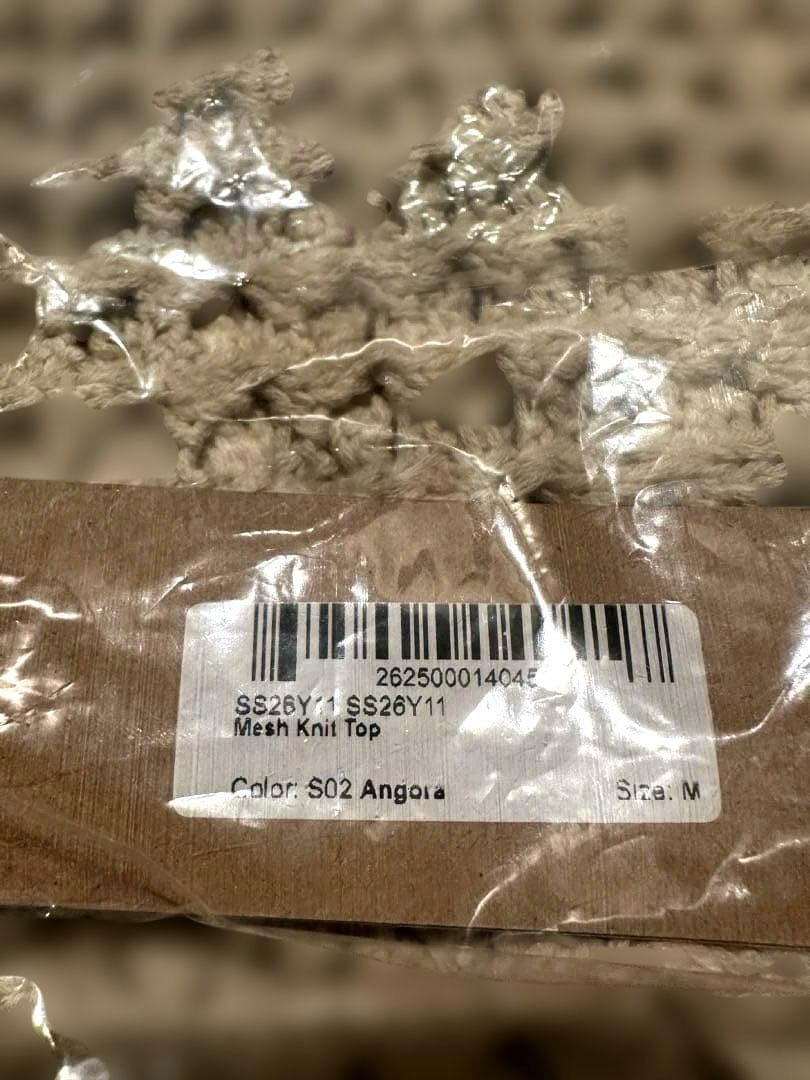 262500014045
SS26Y11 SS26Y11
Mesh Knit Top
Color: S02 Angora
Size: M